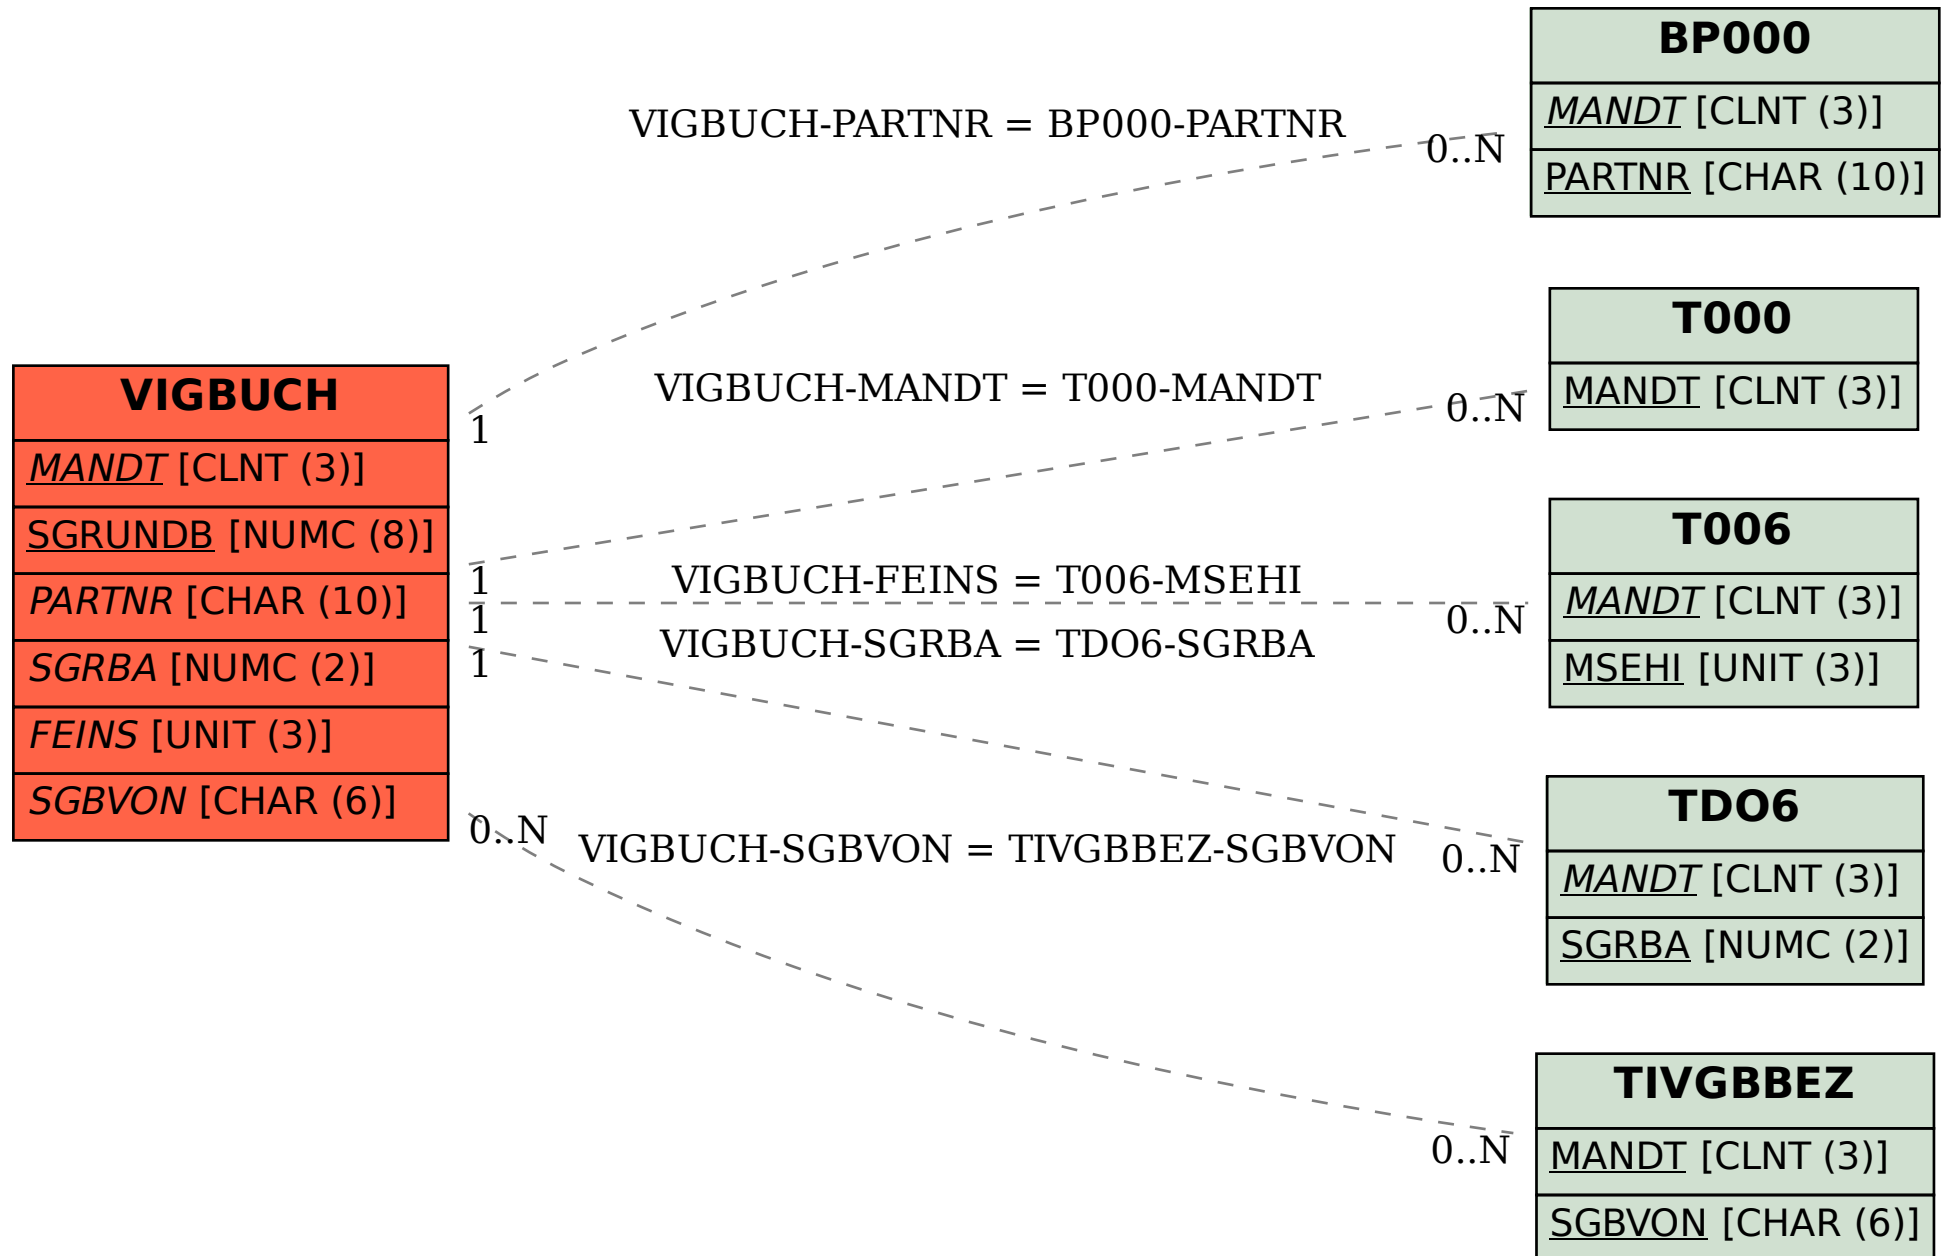 BP000
MANDT [CLNT (3)]
PARTNR [CHAR (10)]
VIGBUCH-PARTNR = BP000-PARTNR
0..N
1
T000
MANDT [CLNT (3)]
VIGBUCH-MANDT = T000-MANDT
0..N
1
VIGBUCH
MANDT [CLNT (3)]
SGRUNDB [NUMC (8)]
PARTNR [CHAR (10)]
SGRBA [NUMC (2)]
FEINS [UNIT (3)]
SGBVON [CHAR (6)]
T006
MANDT [CLNT (3)]
MSEHI [UNIT (3)]
VIGBUCH-FEINS = T006-MSEHI
0..N
1
VIGBUCH-SGRBA = TDO6-SGRBA
1
0..N
TDO6
MANDT [CLNT (3)]
SGRBA [NUMC (2)]
0..N
VIGBUCH-SGBVON = TIVGBBEZ-SGBVON
0..N
TIVGBBEZ
MANDT [CLNT (3)]
SGBVON [CHAR (6)]